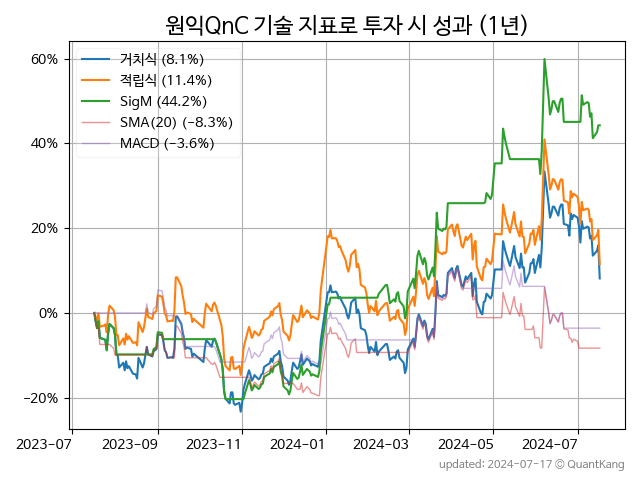 원익QnC 기술 지표로 투자 시 성과 (1년)
60%
40%
20%
0%
−20%
거치식 (8.1%)
적립식 (11.4%)
SigM (44.2%)
SMA(20) (−8.3%)
MACD (−3.6%)
2023-07 2023-09 2023-11 2024-01 2024-03 2024-05 2024-07
updated: 2024-07-17 © QuantKang